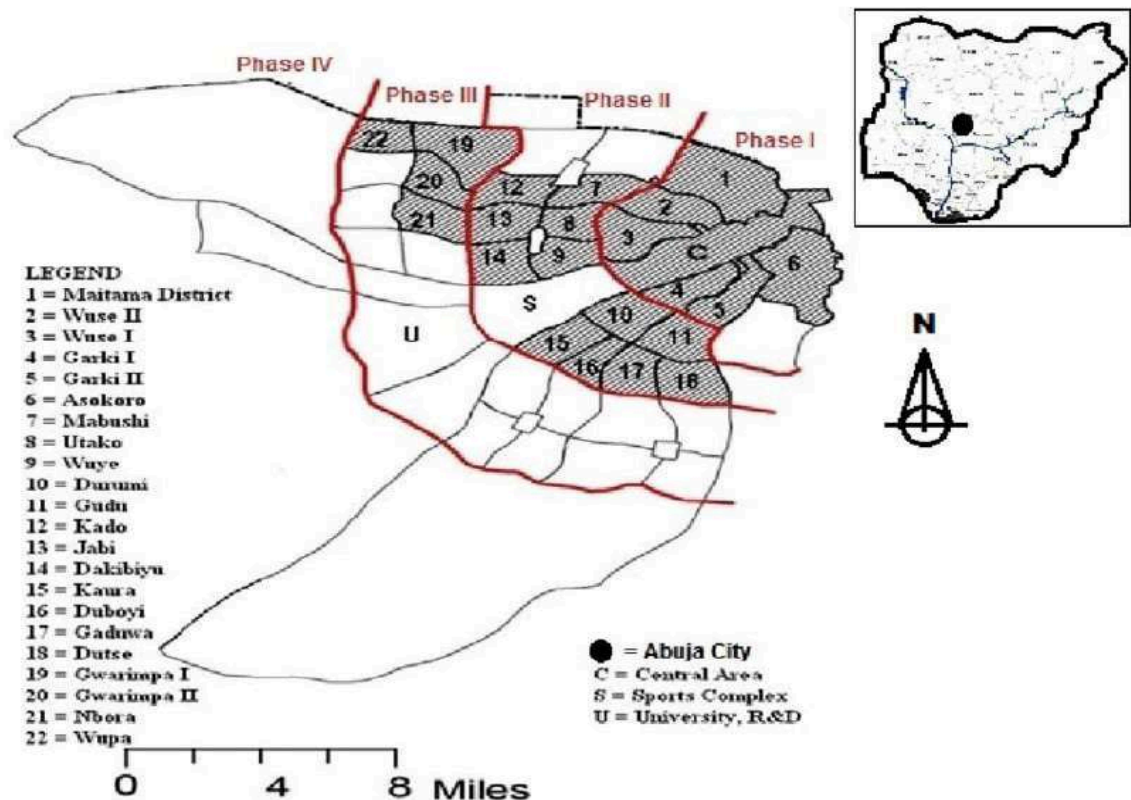 Phase IV
Phase III
Phase II
Phase I
22
19
20
12
7
1
21
13
8
2
3
14
9
C
6
4
S
5
10
U
11
15
16
17
18
N
LEGEND
1 = Maitama District
2 = Wuse II
3 = Wuse I
4 = Garki I
5 = Garki II
6 = Asokoro
7 = Mabushi
8 = Utako
9 = Wuye
10 = Durumi
11 = Gudu
12 = Kado
13 = Jabi
14 = Dakibiyu
15 = Kaura
16 = Duboyi
17 = Gaduwa
18 = Dutse
19 = Gwarimpa I
20 = Gwarimpa II
21 = Nbora
22 = Wupa
= Abuja City
C = Central Area
S = Sports Complex
U = University, R&D
0 4 8 Miles